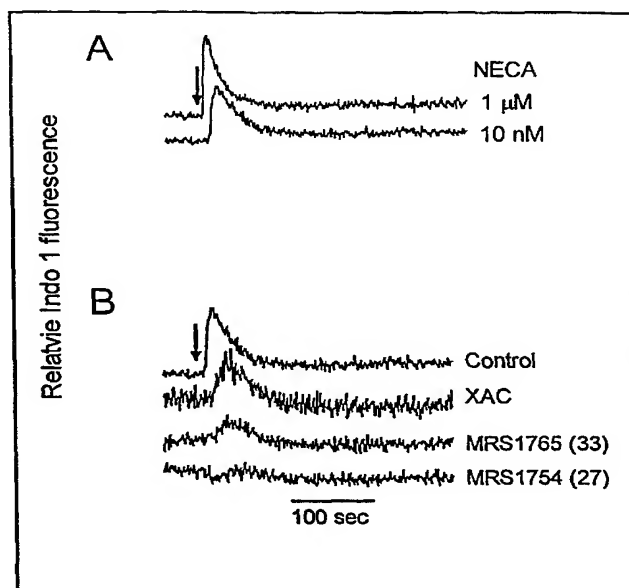 A
NECA
1 μM
10 nM
Relatvie Indo 1 fluorescence
B
Control
XAC
MRS1765 (33)
MRS1754 (27)
100 sec